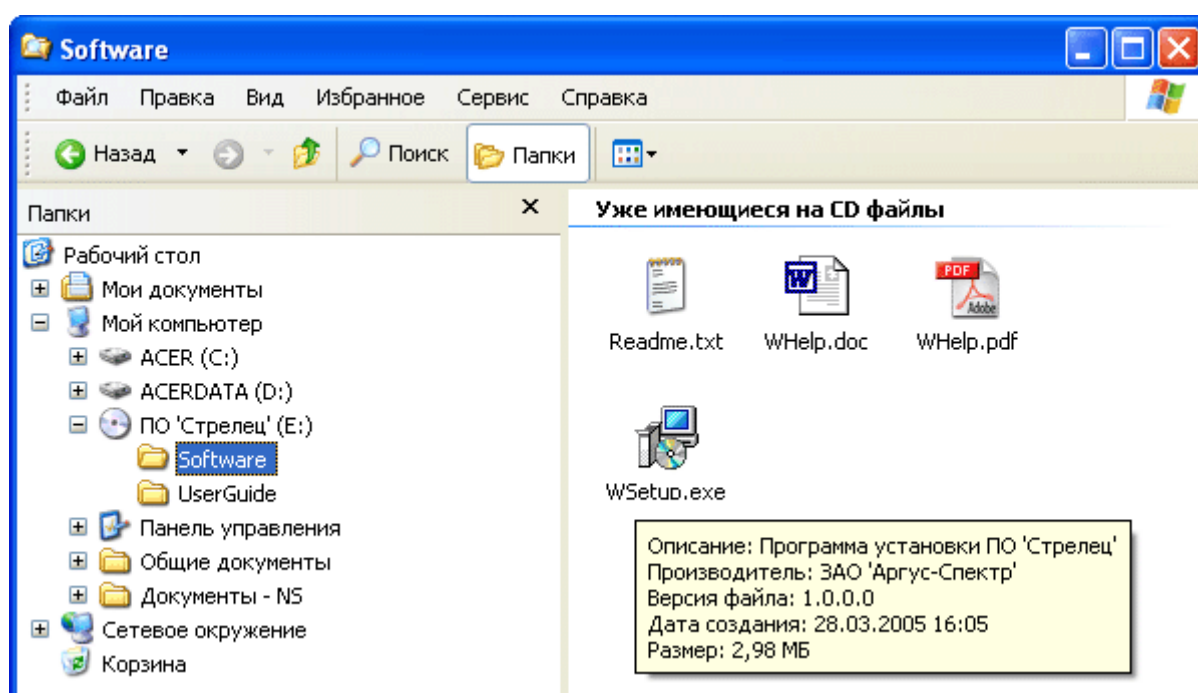 Software
Файл Правка Вид Избранное Сервис Справка
Назад Поиск Папки
Папки
Рабочий стол
Мои документы
Мой компьютер
ACER (C:)
ACERDATA (D:)
ПО 'Стрелец' (E:)
Software
UserGuide
Панель управления
Общие документы
Документы - NS
Сетевое окружение
Корзина
Уже имеющиеся на CD файлы
W
PDF
Adobe
Readme.txt WHelp.doc WHelp.pdf
WSetup.exe
Описание: Программа установки ПО 'Стрелец'
Производитель: ЗАО 'Аргус-Спектр'
Версия файла: 1.0.0.0
Дата создания: 28.03.2005 16:05
Размер: 2,98 МБ